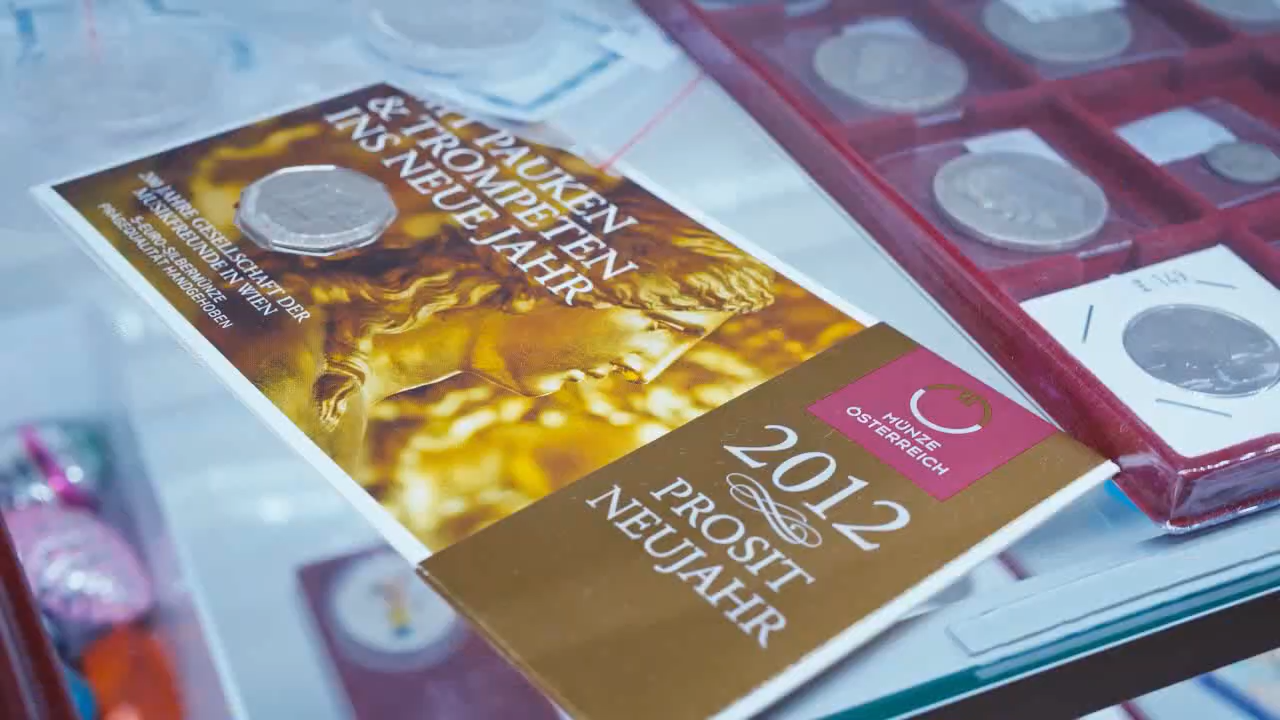 PAUKEN
& TROMPETEN
INS NEUE JAHR
200 JAHRE GESELLSCHAFT DER
MUSIKFREUNDE IN WIEN
5-EURO-SILBERMÜNZE
PRÄGEQUALITÄT HANDGEHOBEN
MÜNZE
ÖSTERREICH
2012
PROSIT
NEUJAHR